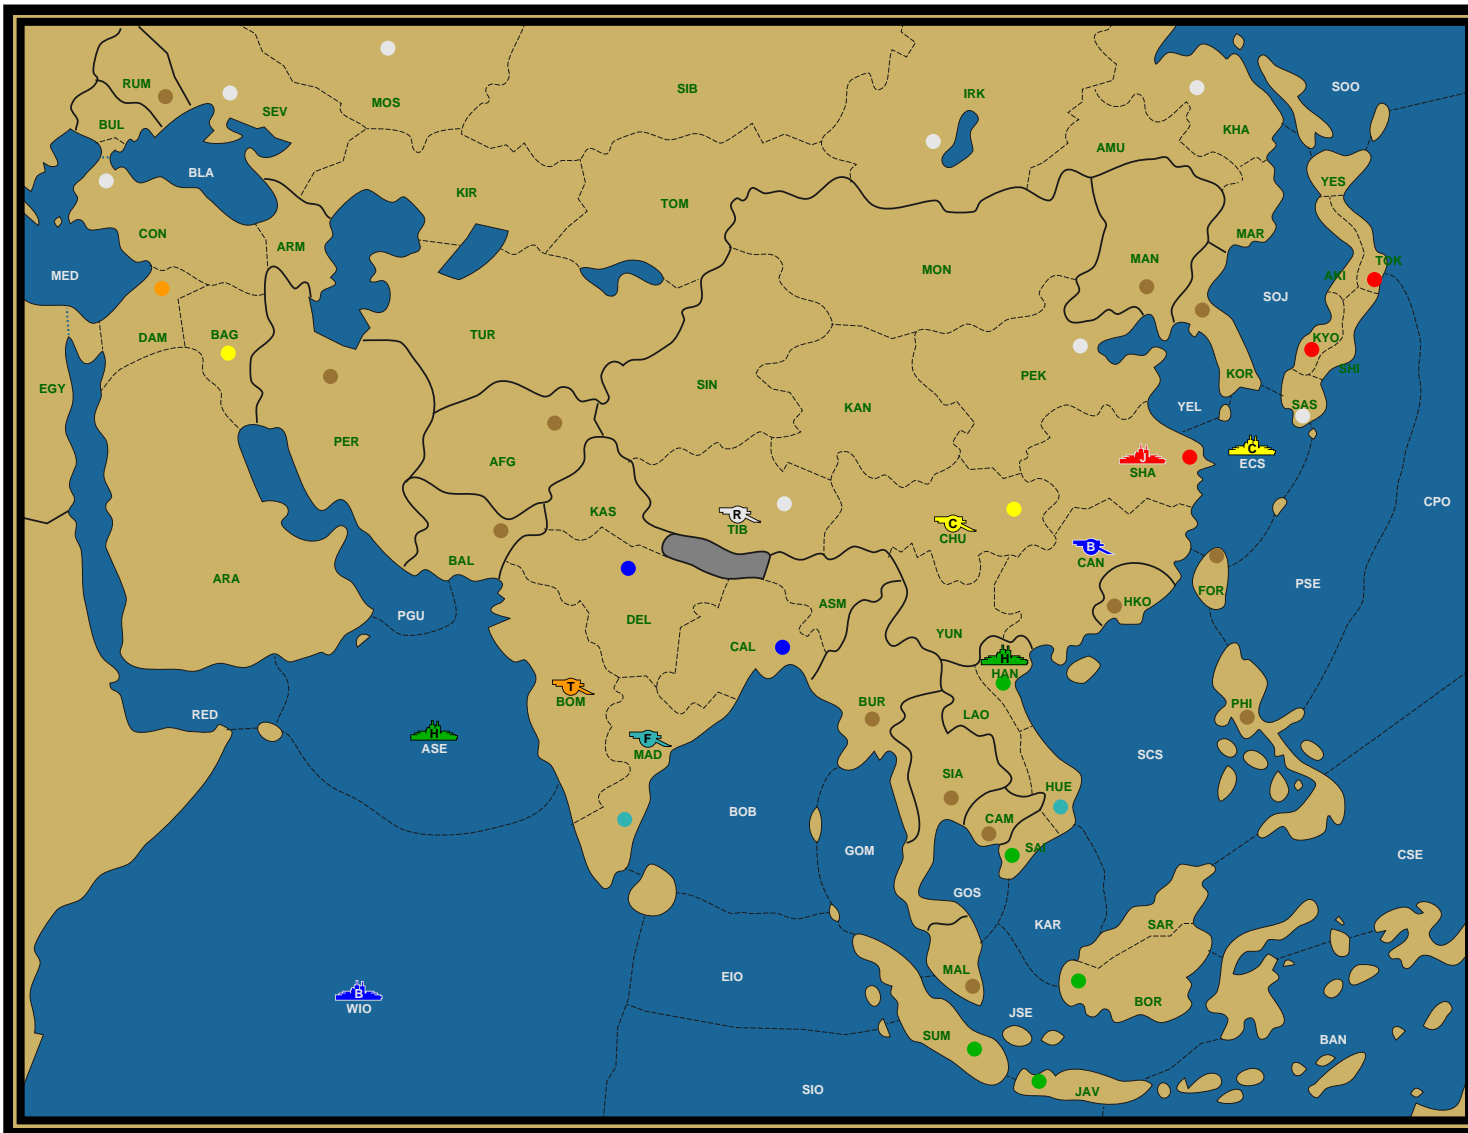 SOO
RUM
SEV
MOS
SIB
IRK
BUL
KHA
AMU
BLA
YES
KIR
TOM
CON
ARM
MAR
MED
MAN
TOK
MON
AKI
SOJ
DAM
BAG
TUR
KYO
SHI
EGY
SIN
PEK
KOR
KAN
YEL
SAS
PER
AFG
C
ECS
J
SHA
CPO
KAS
R
TIB
C
CHU
B
CAN
BAL
ARA
PSE
FOR
HKO
ASM
PGU
DEL
YUN
CAL
H
HAN
T
BOM
BUR
PHI
RED
LAO
H
ASE
F
MAD
SCS
SIA
HUE
BOB
CAM
SAI
GOM
CSE
GOS
KAR
SAR
MAL
EIO
B
WIO
BOR
JSE
SUM
BAN
SIO
JAV